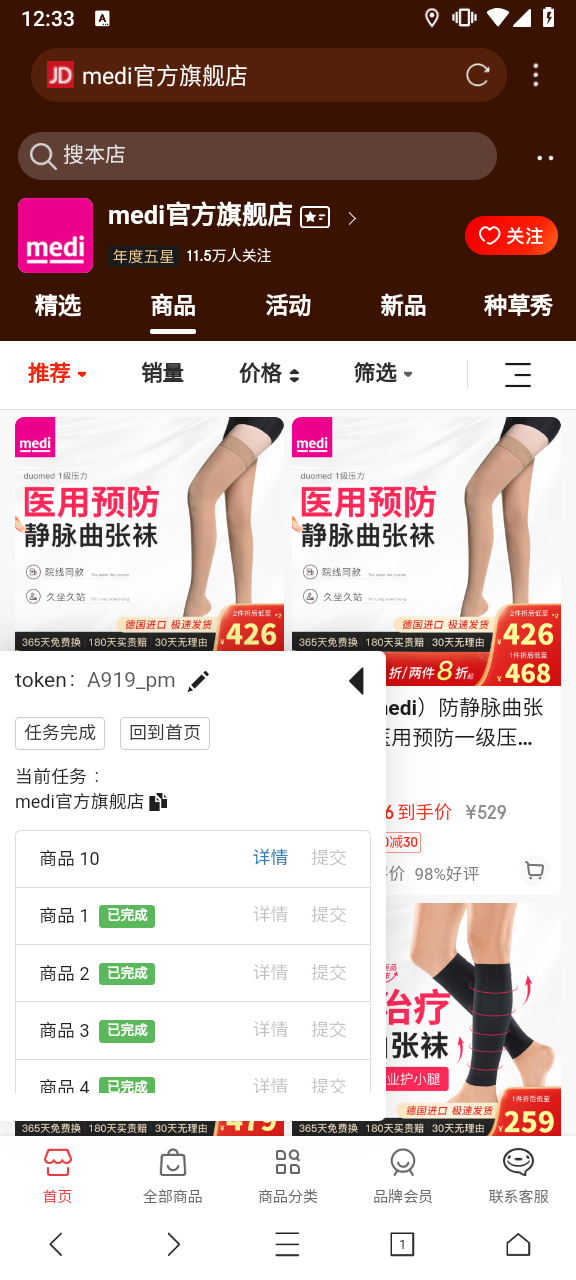 12:33
A
JD medi官方旗舰店
搜本店
medi
medi官方旗舰店
年度五星 11.5万人关注
关注
精选 商品 活动 新品 种草秀
推荐 销量 价格 筛选
medi
duomed 1级压力
医用预防
静脉曲张袜
院线同款
久坐久站
德国进口 极速发货
2件折后低至
¥426
365天免费换 180天买贵赔 30天无理由
medi
duomed 1级压力
医用预防
静脉曲张袜
院线同款
久坐久站
德国进口 极速发货
2件折后低至
¥426
365天免费换 180天买贵赔 30天无理由
折/两件8折起
1件折后低至
¥468
edi）防静脉曲张
医用预防一级压...
6 到手价 ¥529
减30
评价 98%好评
token： A919_pm
任务完成 回到首页
当前任务：
medi官方旗舰店
商品 10 详情 提交
商品 1 已完成 详情 提交
商品 2 已完成 详情 提交
商品 3 已完成 详情 提交
商品 4 已完成 详情 提交
治疗
张袜
业护小腿
德国进口 极速发货
1件折后低至
¥259
365天免费换 180天买贵赔 30天无理由
479
365天免费换 180天买贵赔 30天无理由
首页 全部商品 商品分类 品牌会员 联系客服
1